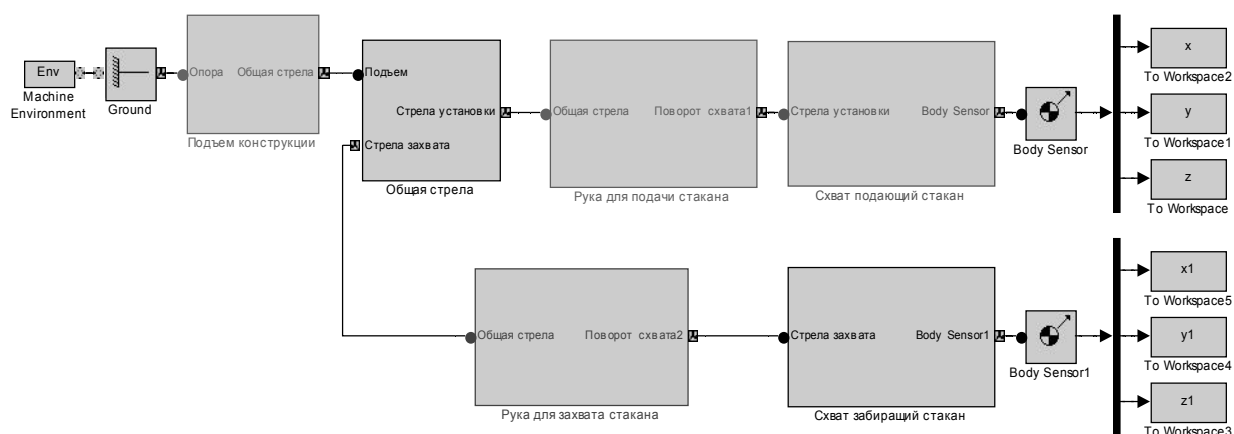 Env
Machine
Environment
Ground
Опора
Общая стрела
Подъем конструкции
Подъем
Стрела установки
Стрела захвата
Общая стрела
Общая стрела
Поворот схвата1
Рука для подачи стакана
Стрела установки
Body Sensor
Схват подающий стакан
Body Sensor
x
To Workspace2
y
To Workspace1
z
To Workspace
Общая стрела
Поворот схвата2
Рука для захвата стакана
Стрела захвата
Body Sensor1
Схват забиращий стакан
Body Sensor1
x1
To Workspace5
y1
To Workspace4
z1
To Workspace3